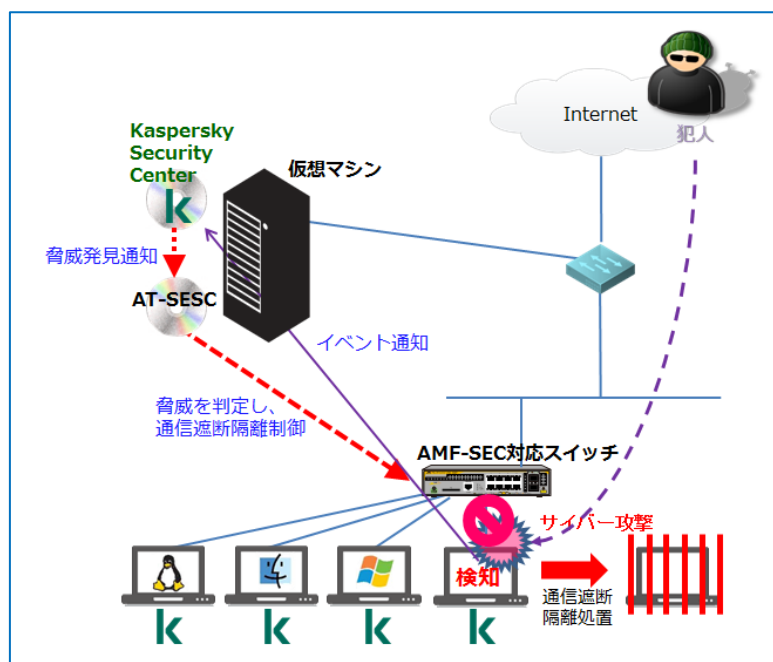 Internet
犯人
Kaspersky
Security
Center
k
仮想マシン
脅威発見通知
AT-SESC
イベント通知
脅威を判定し、
通信遮断隔離制御
AMF-SEC対応スイッチ
サイバー攻撃
検知
通信遮断
隔離処置
k
k
k
k